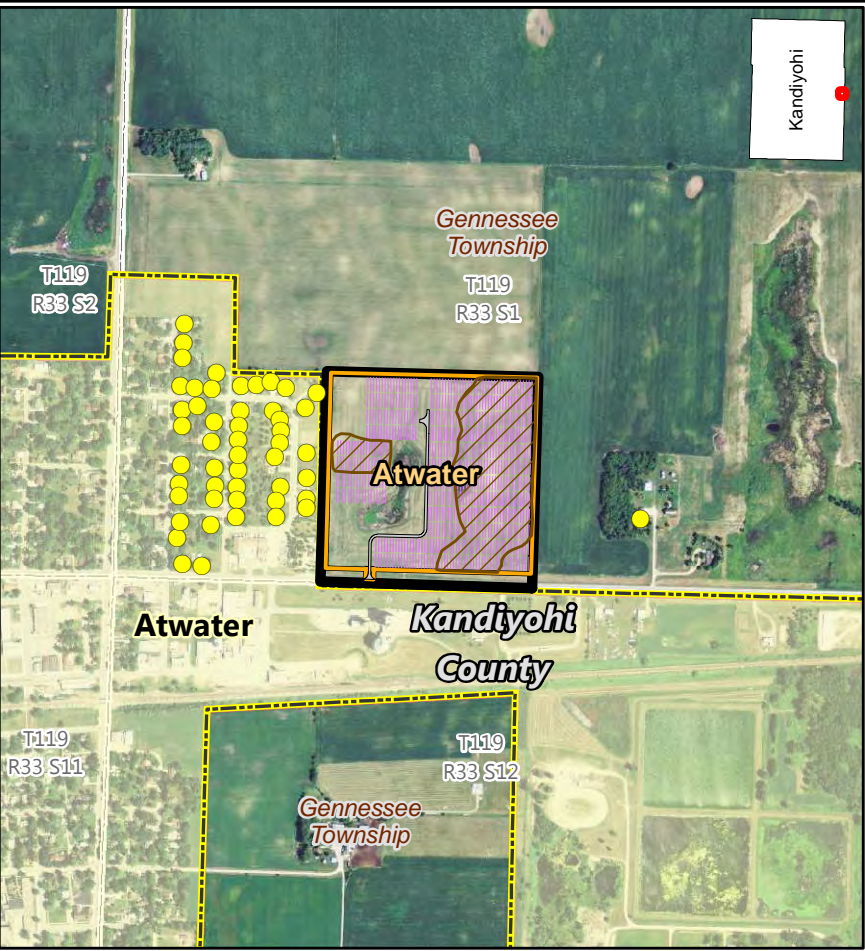 Kandiyohi
Gennessee
Township
T119
R33 S1
T119
R33 S2
Atwater
Atwater
Kandiyohi
County
T119
R33 S11
T119
R33 S12
Gennessee
Township